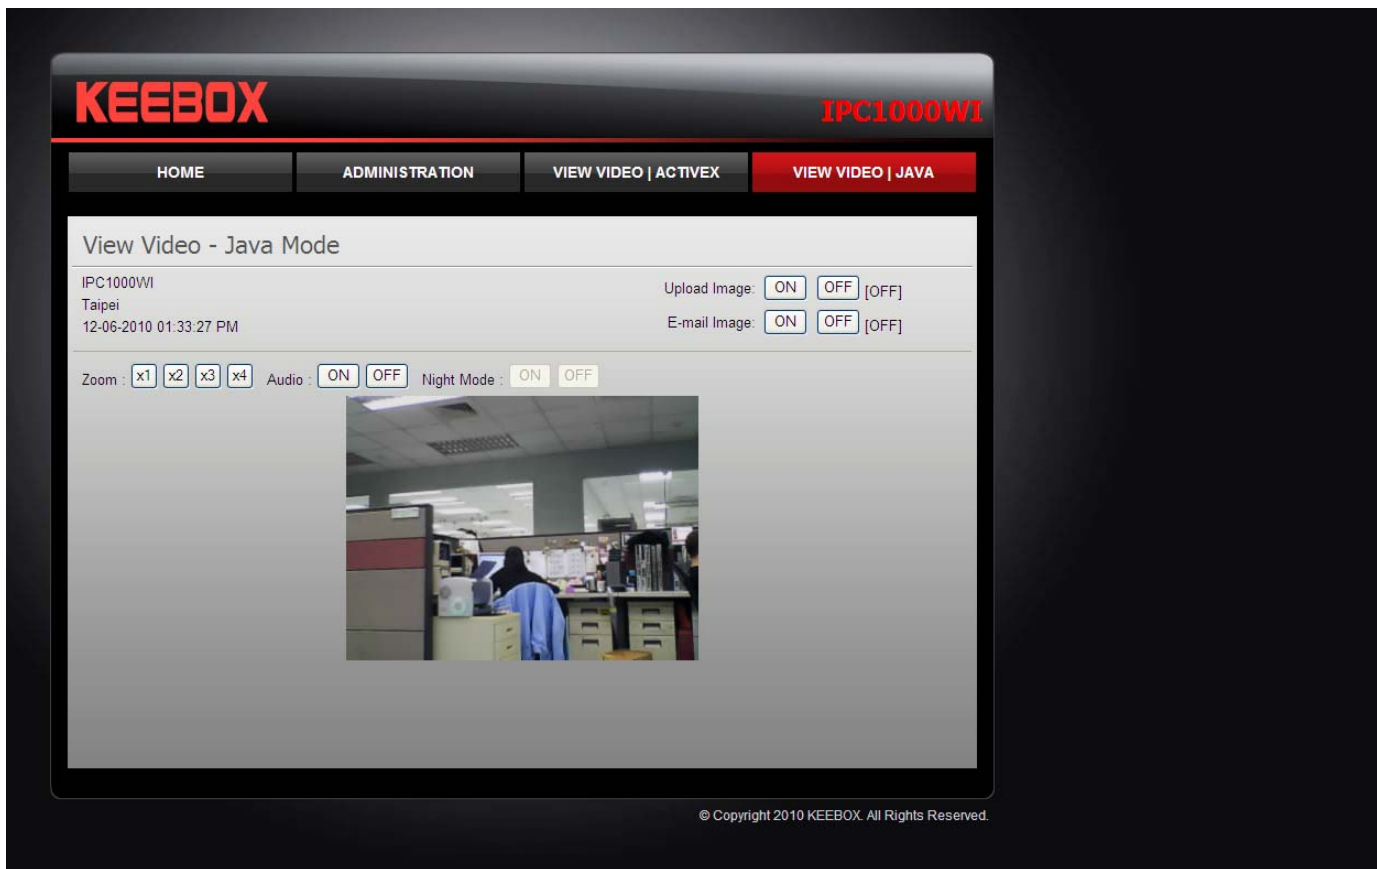 KEEBOX
IPC1000WI
HOME ADMINISTRATION VIEW VIDEO | ACTIVEX VIEW VIDEO | JAVA
View Video - Java Mode
IPC1000WI
Taipei
12-06-2010 01:33:27 PM
Upload Image: ON OFF [OFF]
E-mail Image: ON OFF [OFF]
Zoom : x1 x2 x3 x4 Audio : ON OFF Night Mode : ON OFF
© Copyright 2010 KEEBOX. All Rights Reserved.